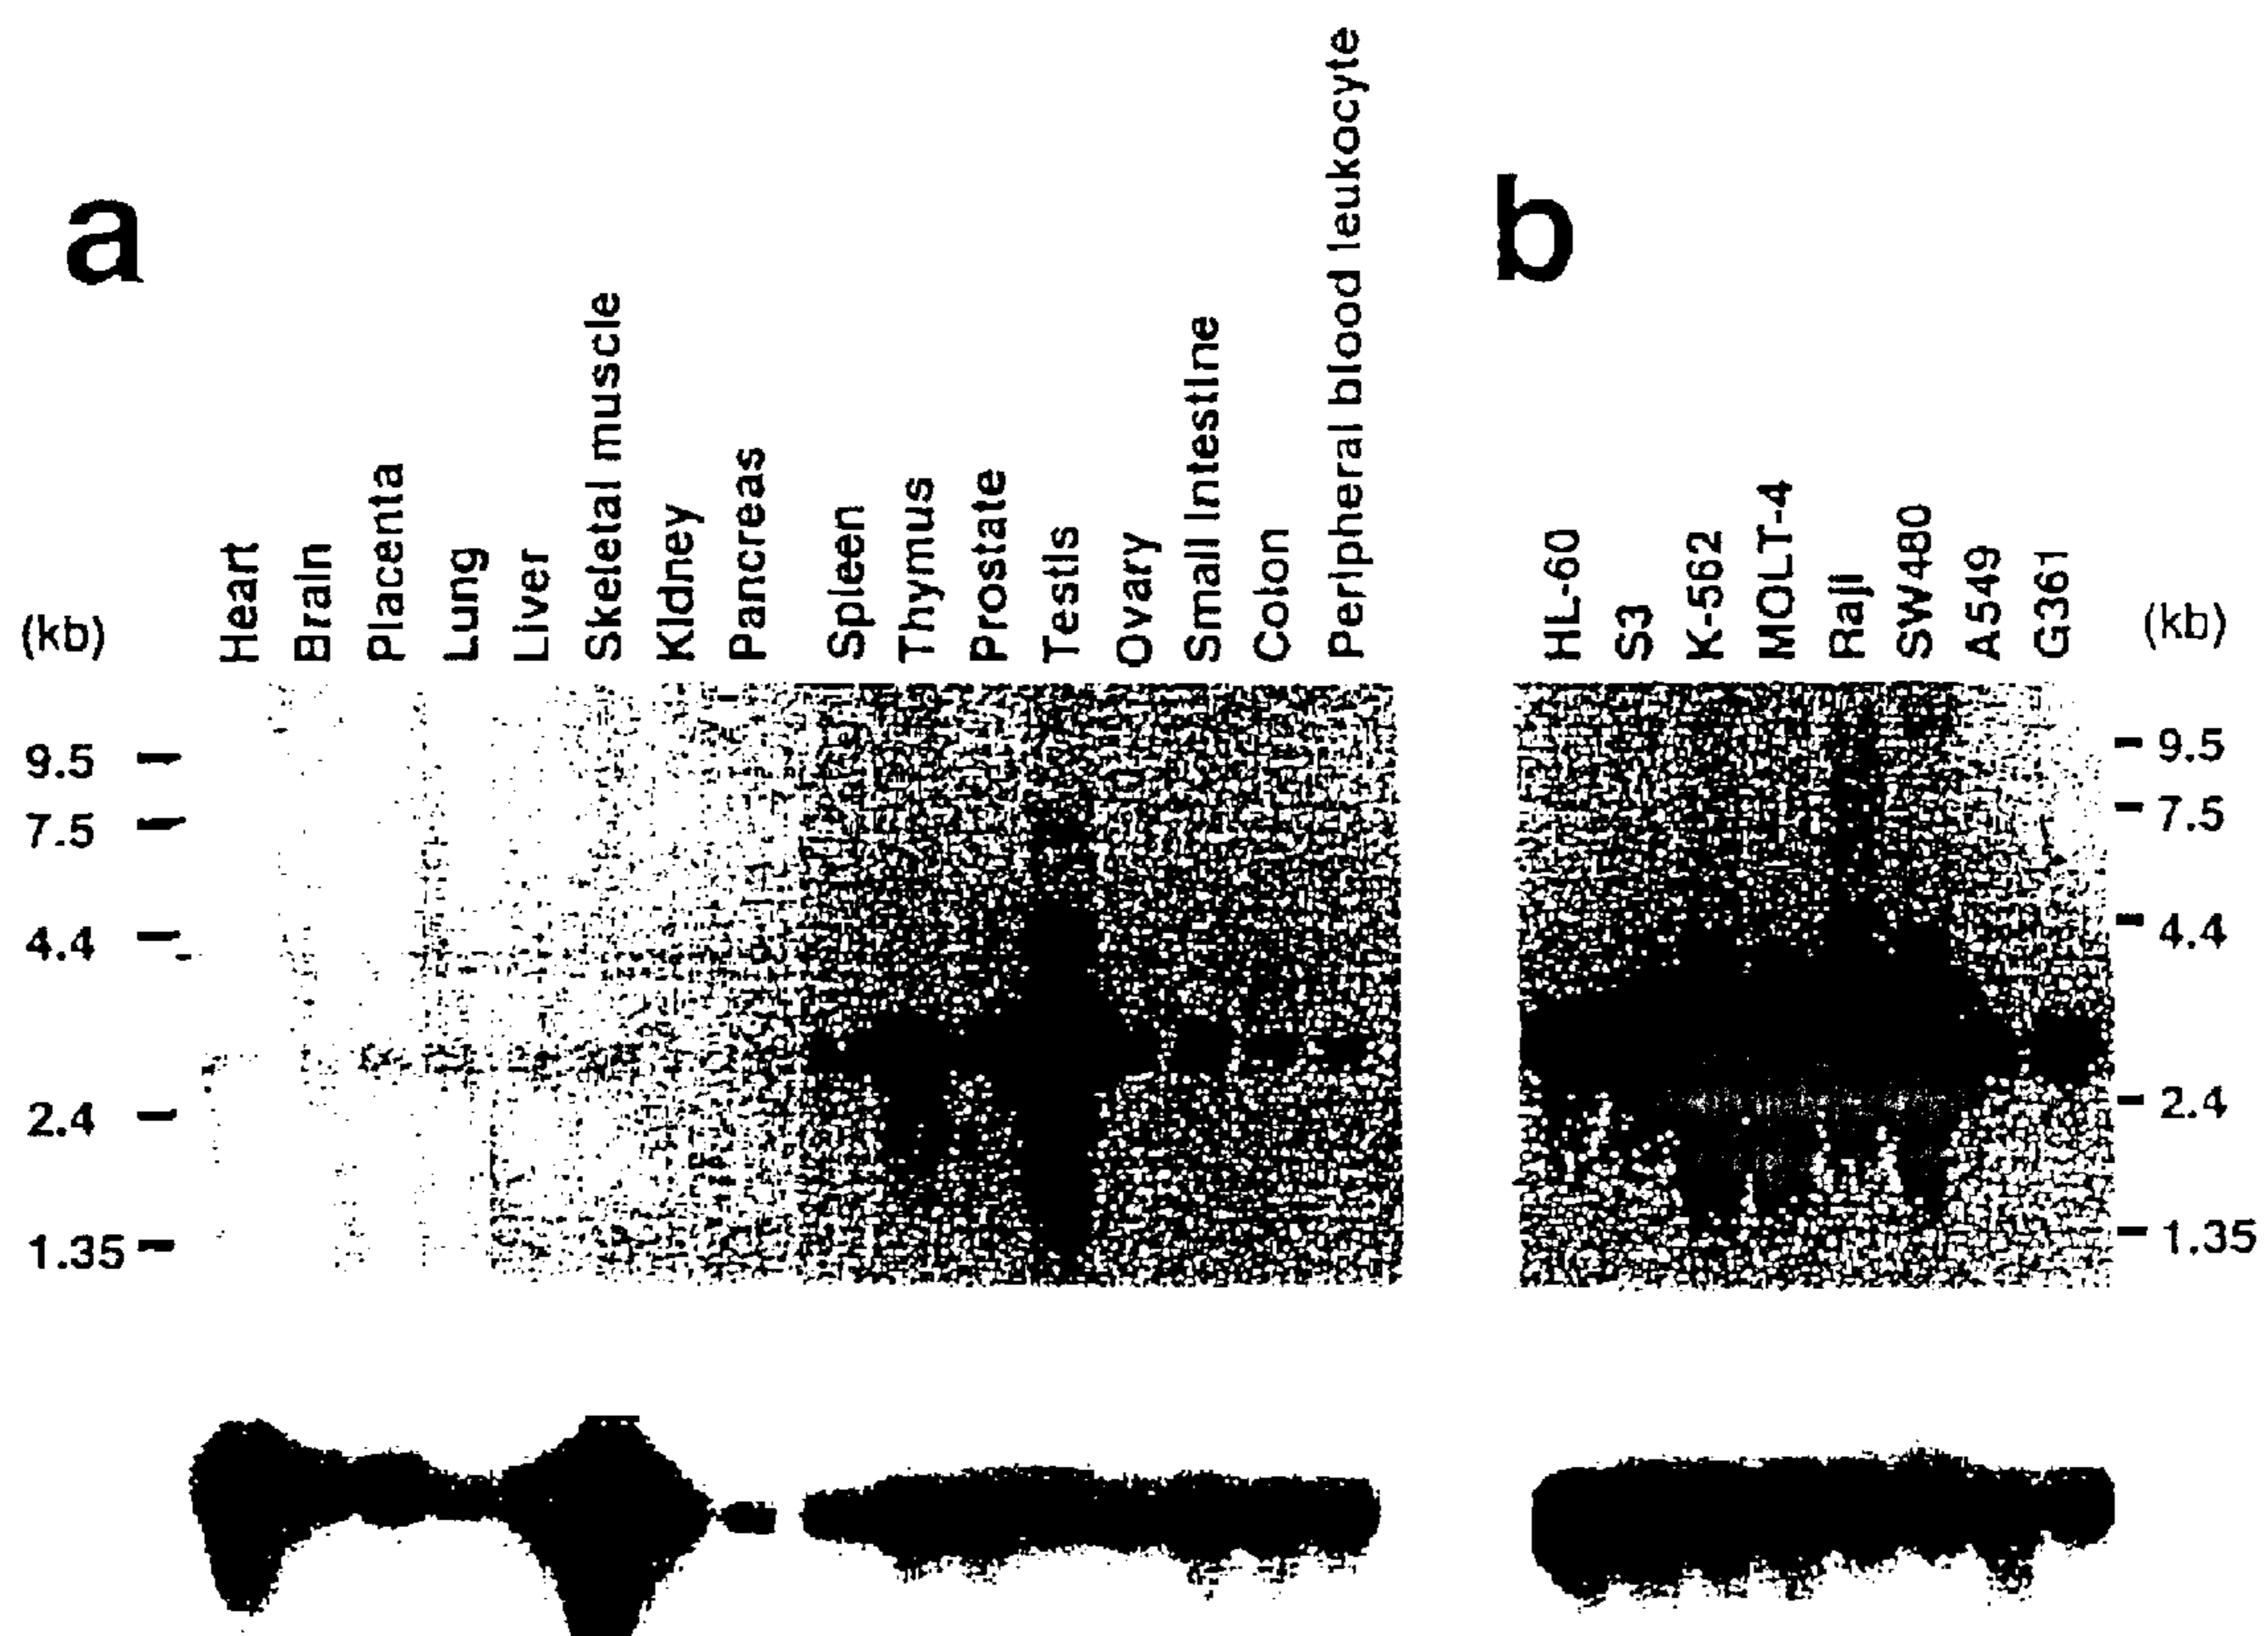 a
(kb)
Heart
Brain
Placenta
Lung
Liver
Skeletal muscle
Kidney
Pancreas
Spleen
Thymus
Prostate
Testis
Ovary
Small Intestine
Colon
Peripheral blood leukocyte
9.5
7.5
4.4
2.4
1.35
b
HL-60
S3
K-562
MOLT-4
Raji
SW480
A549
G361
(kb)
9.5
7.5
4.4
2.4
1.35